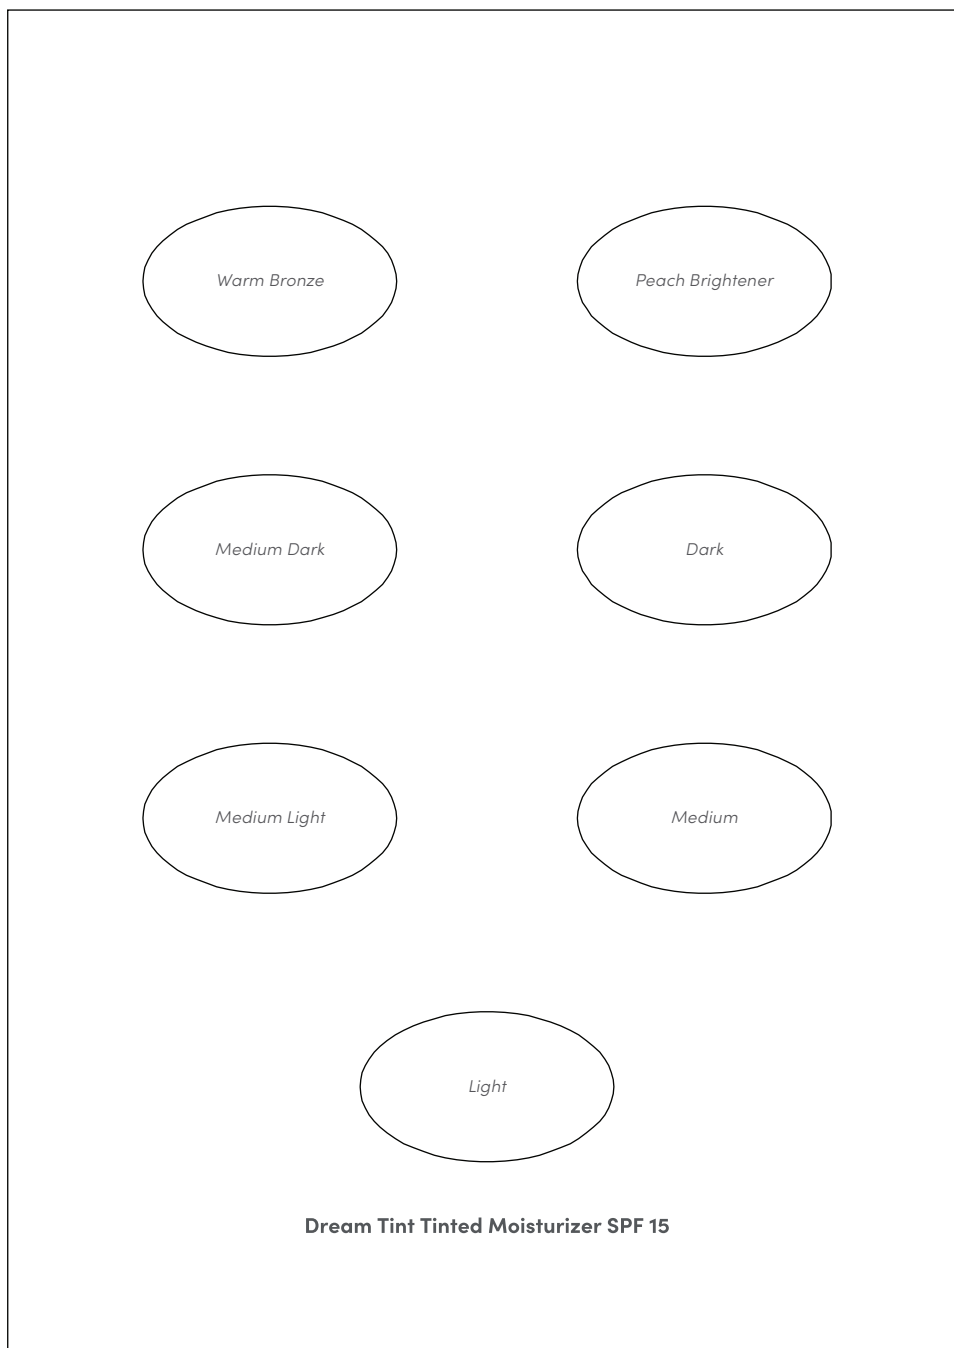 Warm Bronze
Peach Brightener
Medium Dark
Dark
Medium Light
Medium
Light
Dream Tint Tinted Moisturizer SPF 15